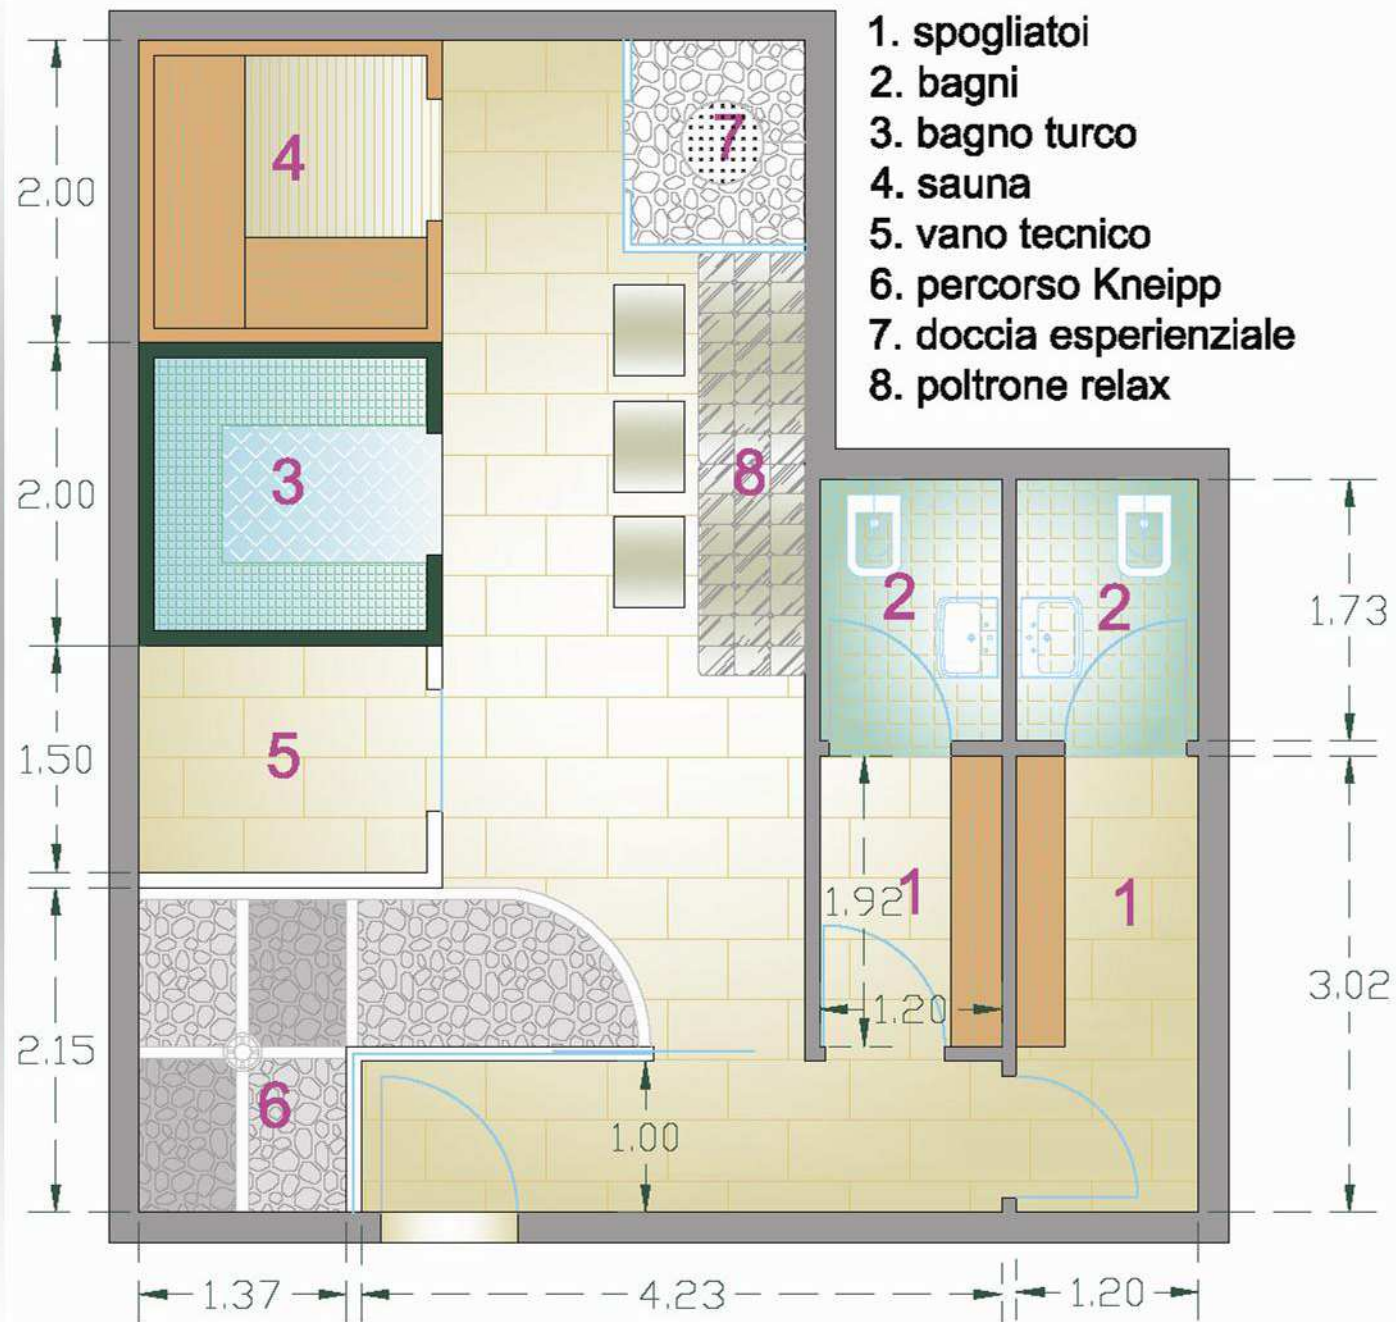 1. spogliatoi
2. bagni
3. bagno turco
4. sauna
5. vano tecnico
6. percorso Kneipp
7. doccia esperienziale
8. poltrone relax
7
4
2.00
8
3
2.00
2
2
1.73
5
1.50
1
1
1.92
3.02
1.20
2.15
6
1.00
1.37
4.23
1.20